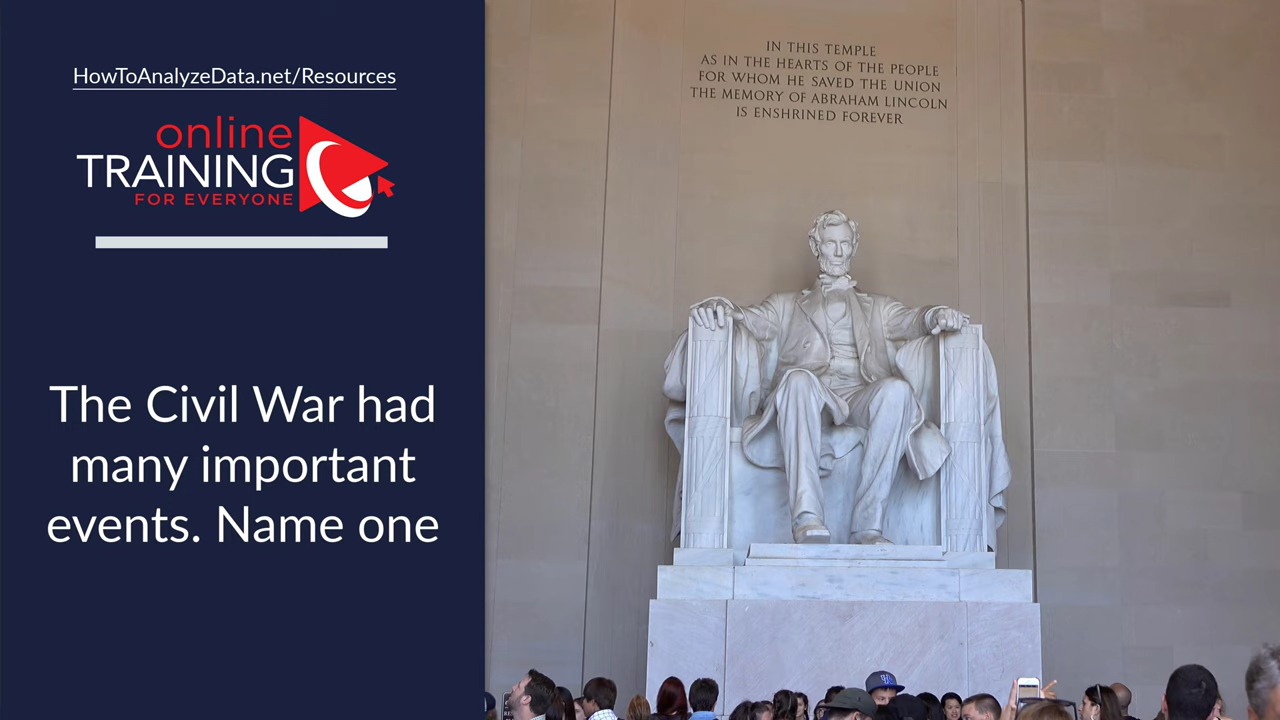 HowToAnalyzeData.net/Resources
online
TRAINING
FOR EVERYONE
The Civil War had
many important
events. Name one
IN THIS TEMPLE
AS IN THE HEARTS OF THE PEOPLE
FOR WHOM HE SAVED THE UNION
THE MEMORY OF ABRAHAM LINCOLN
IS ENSHRINED FOREVER